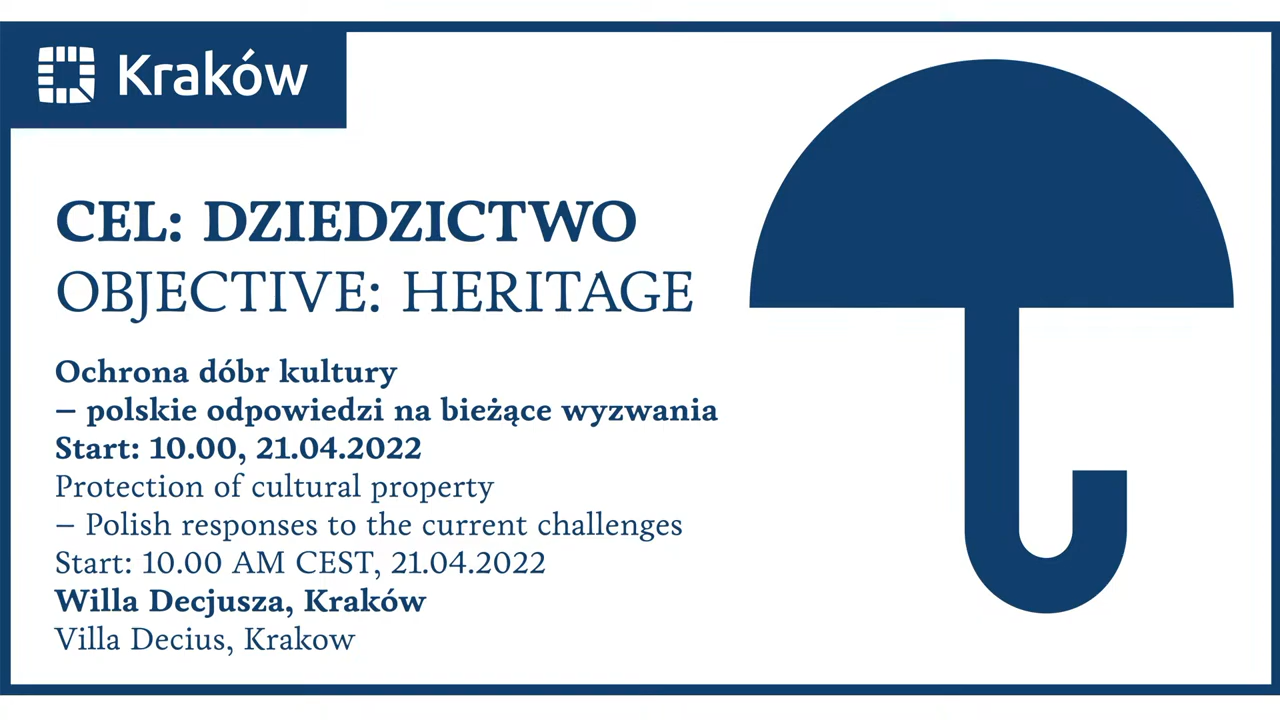 Kraków
CEL: DZIEDZICTWO
OBJECTIVE: HERITAGE
Ochrona dóbr kultury
– polskie odpowiedzi na bieżące wyzwania
Start: 10.00, 21.04.2022
Protection of cultural property
– Polish responses to the current challenges
Start: 10.00 AM CEST, 21.04.2022
Willa Decjusza, Kraków
Villa Decius, Krakow